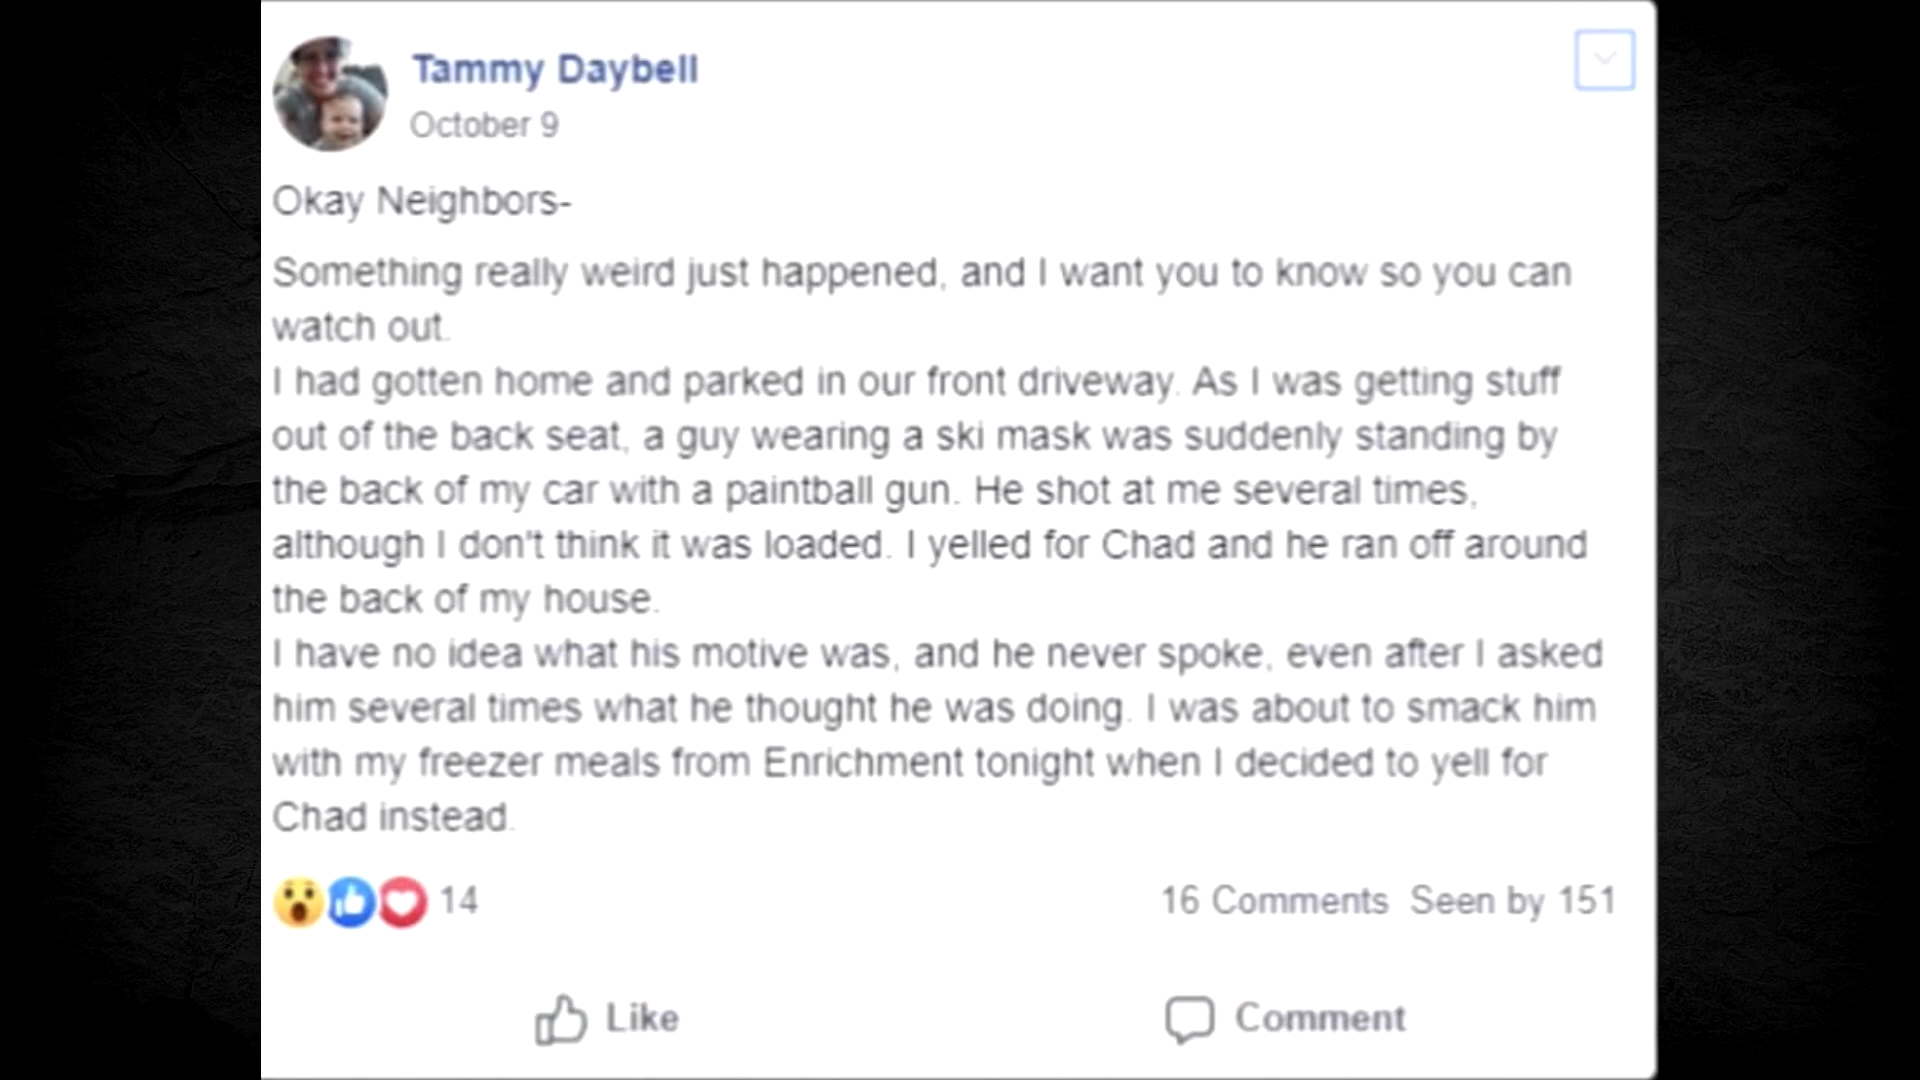 Tammy Daybell
October 9
Okay Neighbors-
Something really weird just happened, and I want you to know so you can
watch out.
I had gotten home and parked in our front driveway. As I was getting stuff
out of the back seat, a guy wearing a ski mask was suddenly standing by
the back of my car with a paintball gun. He shot at me several times,
although I don't think it was loaded. I yelled for Chad and he ran off around
the back of my house.
I have no idea what his motive was, and he never spoke, even after I asked
him several times what he thought he was doing. I was about to smack him
with my freezer meals from Enrichment tonight when I decided to yell for
Chad instead.
14
16 Comments Seen by 151
Like
Comment